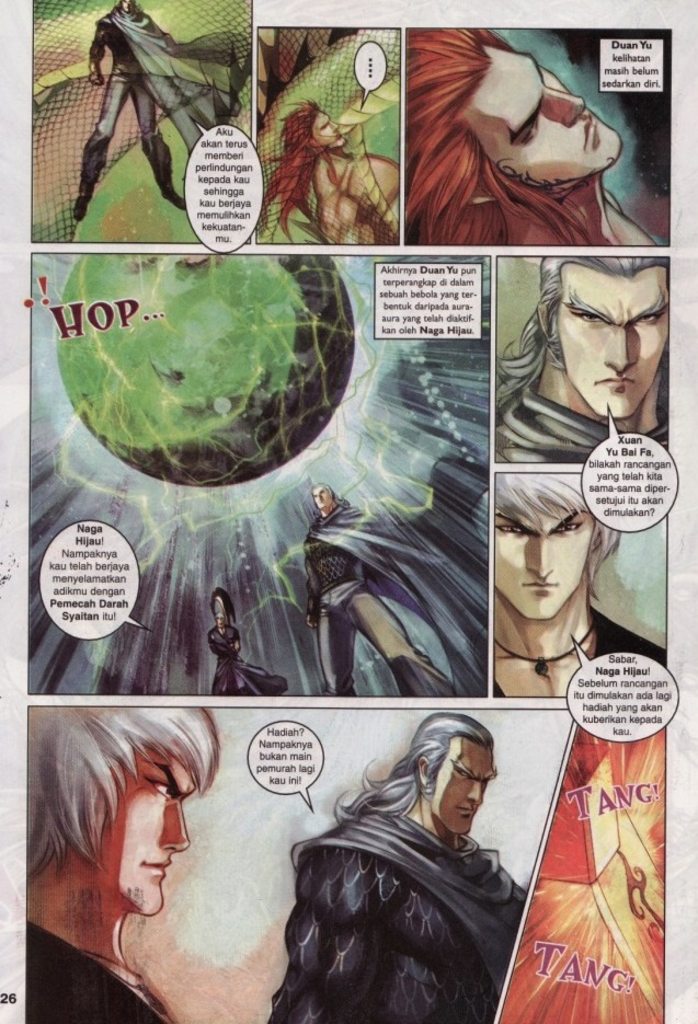 Aku
akan terus
memberi
perlindungan
kepada kau
sehingga
kau berjaya
memulihkan
kekuatan-
mu.
Duan Yu
kelihatan
masih belum
sedarkan diri.
! HOP...
Akhirnya Duan Yu pun
terperangkap di dalam
sebuah bebola yang ter-
bentuk daripada aura-
aura yang telah diaktif-
kan oleh Naga Hijau.
Xuan
Yu Bai Fa,
bilakah rancangan
yang telah kita
sama-sama diper-
setujui itu akan
dimulakan?
Naga
Hijau!
Nampaknya
kau telah berjaya
menyelamatkan
adikmu dengan
Pemecah Darah
Syaitan itu!
Sabar,
Naga Hijau!
Sebelum rancangan
itu dimulakan ada lagi
hadiah yang akan
kuberikan kepada
kau.
Hadiah?
Nampaknya
bukan main
pemurah lagi
kau ini!
TANG!
TANG!
26